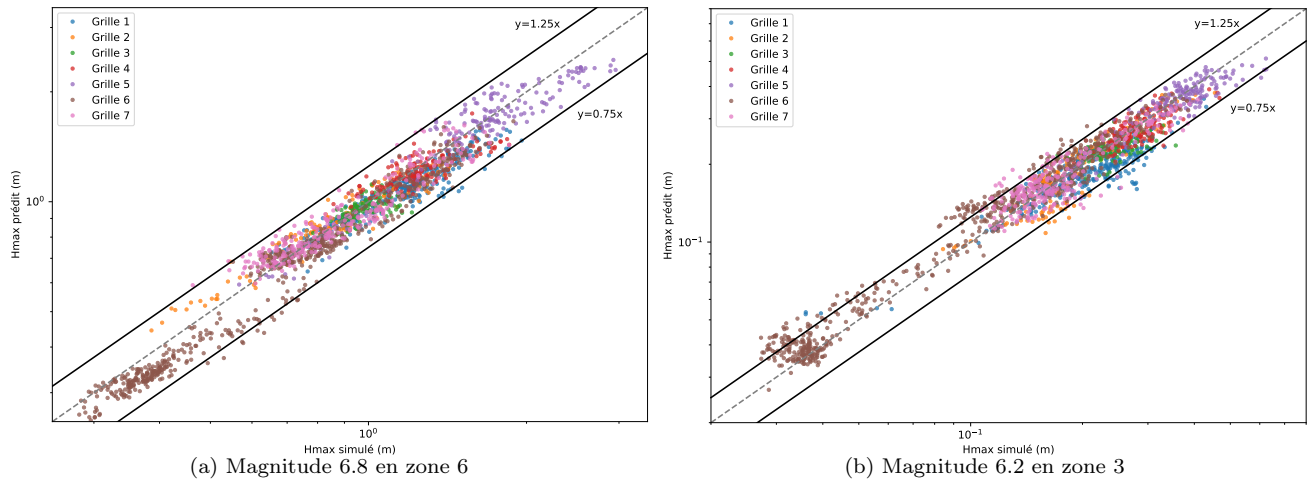 Grille 1
Grille 2
Grille 3
Grille 4
Grille 5
Grille 6
Grille 7
y=1.25x
y=0.75x
10⁰
10⁰
Hmax prédit (m)
Hmax simulé (m)
(a) Magnitude 6.8 en zone 6
Grille 1
Grille 2
Grille 3
Grille 4
Grille 5
Grille 6
Grille 7
y=1.25x
y=0.75x
10⁻¹
10⁻¹
Hmax prédit (m)
Hmax simulé (m)
(b) Magnitude 6.2 en zone 3